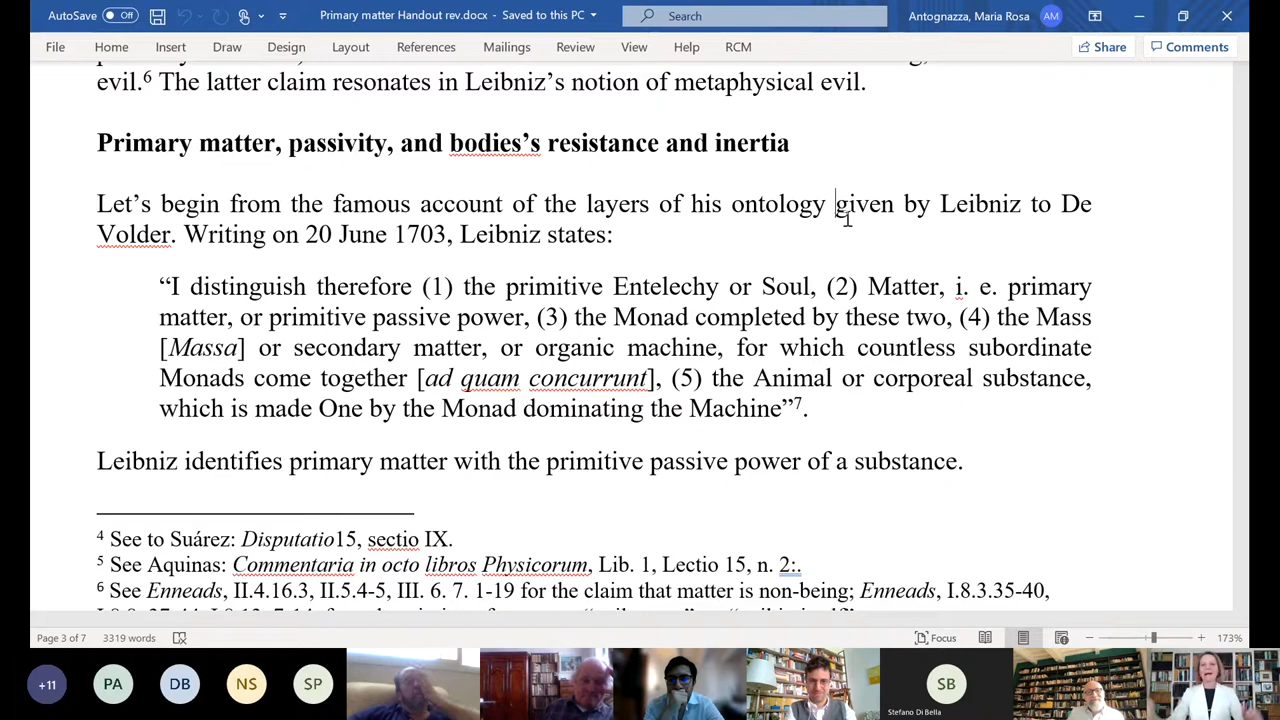 AutoSave Off Primary matter Handout rev.docx - Saved to this PC Search Antognazza, Maria Rosa AM
File Home Insert Draw Design Layout References Mailings Review View Help RCM Share Comments
evil.6 The latter claim resonates in Leibniz's notion of metaphysical evil.
Primary matter, passivity, and bodies's resistance and inertia
Let's begin from the famous account of the layers of his ontology given by Leibniz to De
Volder. Writing on 20 June 1703, Leibniz states:
“I distinguish therefore (1) the primitive Entelechy or Soul, (2) Matter, i. e. primary
matter, or primitive passive power, (3) the Monad completed by these two, (4) the Mass
[Massa] or secondary matter, or organic machine, for which countless subordinate
Monads come together [ad quam concurrunt], (5) the Animal or corporeal substance,
which is made One by the Monad dominating the Machine”7.
Leibniz identifies primary matter with the primitive passive power of a substance.
4 See to Suárez: Disputatio15, sectio IX.
5 See Aquinas: Commentaria in octo libros Physicorum, Lib. 1, Lectio 15, n. 2:.
6 See Enneads, II.4.16.3, II.5.4-5, III. 6. 7. 1-19 for the claim that matter is non-being; Enneads, I.8.3.35-40,
Page 3 of 7 3319 words Focus 173%
+11 PA DB NS SP SB
Stefano Di Bella